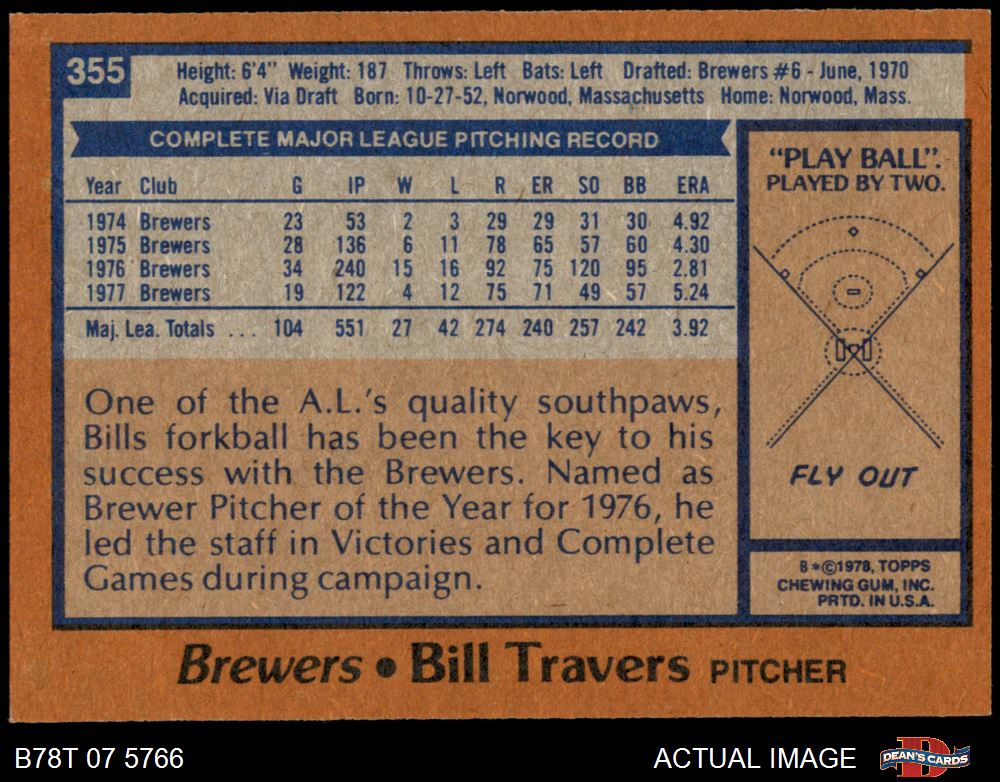 355
Height: 6'4" Weight: 187 Throws: Left Bats: Left Drafted: Brewers #6 - June, 1970
Acquired: Via Draft Born: 10-27-52, Norwood, Massachusetts Home: Norwood, Mass.
COMPLETE MAJOR LEAGUE PITCHING RECORD
Year Club G IP W L R ER SO BB ERA
1974 Brewers 23 53 2 3 29 29 31 30 4.92
1975 Brewers 28 136 6 11 78 65 57 60 4.30
1976 Brewers 34 240 15 16 92 75 120 95 2.81
1977 Brewers 19 122 4 12 75 71 49 57 5.24
Maj. Lea. Totals ... 104 551 27 42 274 240 257 242 3.92
One of the A.L.'s quality southpaws,
Bills forkball has been the key to his
success with the Brewers. Named as
Brewer Pitcher of the Year for 1976, he
led the staff in Victories and Complete
Games during campaign.
"PLAY BALL".
PLAYED BY TWO.
FLY OUT
B*©1978, TOPPS
CHEWING GUM, INC.
PRTD. IN U.S.A.
Brewers • Bill Travers PITCHER
B78T 07 5766
ACTUAL IMAGE
DEAN'S CARDS